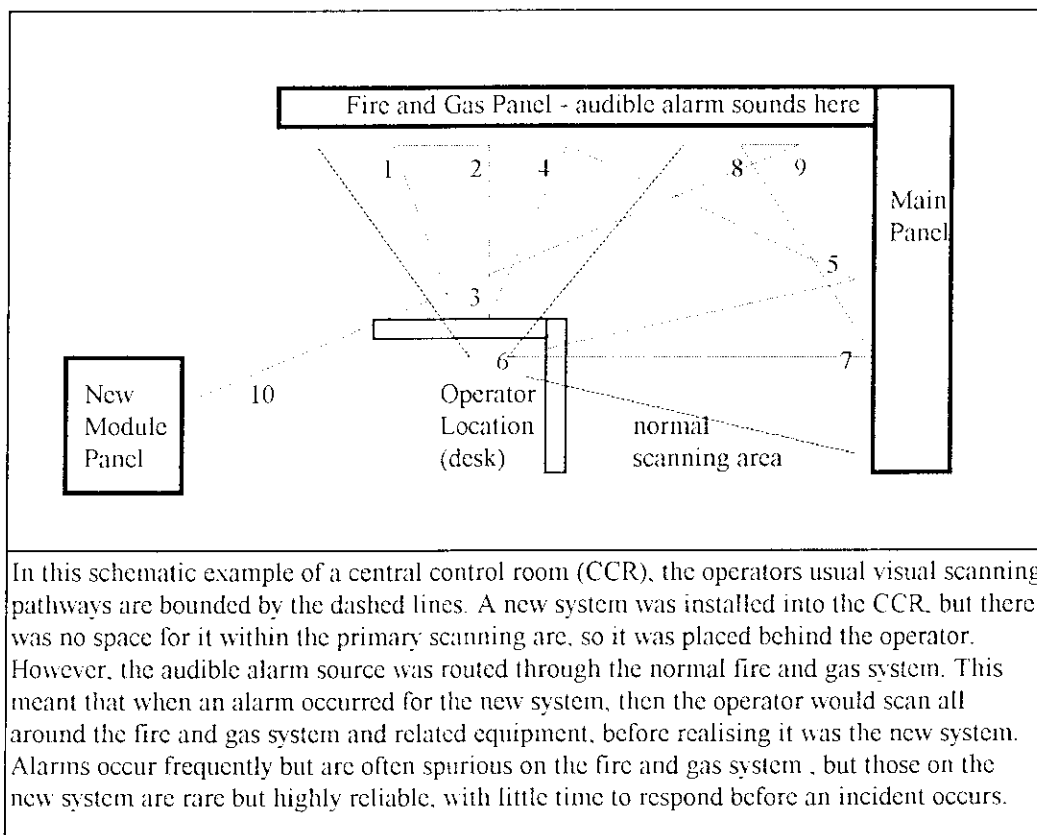 Fire and Gas Panel - audible alarm sounds here
1
2
4
8
9
Main
Panel
5
3
6
7
10
New
Module
Panel
Operator
Location
(desk)
normal
scanning area
In this schematic example of a central control room (CCR), the operators usual visual scanning
pathways are bounded by the dashed lines. A new system was installed into the CCR, but there
was no space for it within the primary scanning are, so it was placed behind the operator.
However, the audible alarm source was routed through the normal fire and gas system. This
meant that when an alarm occurred for the new system, then the operator would scan all
around the fire and gas system and related equipment, before realising it was the new system.
Alarms occur frequently but are often spurious on the fire and gas system , but those on the
new system are rare but highly reliable, with little time to respond before an incident occurs.